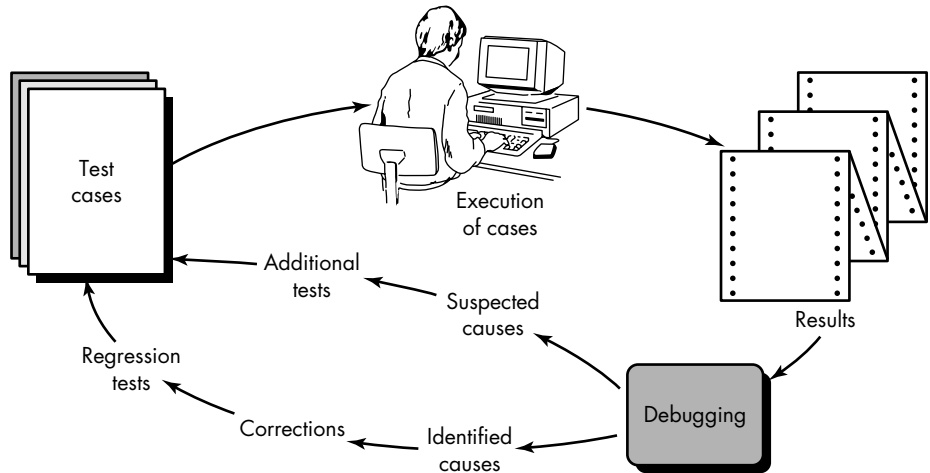 Test
cases
Execution
of cases
Results
Debugging
Suspected
causes
Additional
tests
Identified
causes
Corrections
Regression
tests